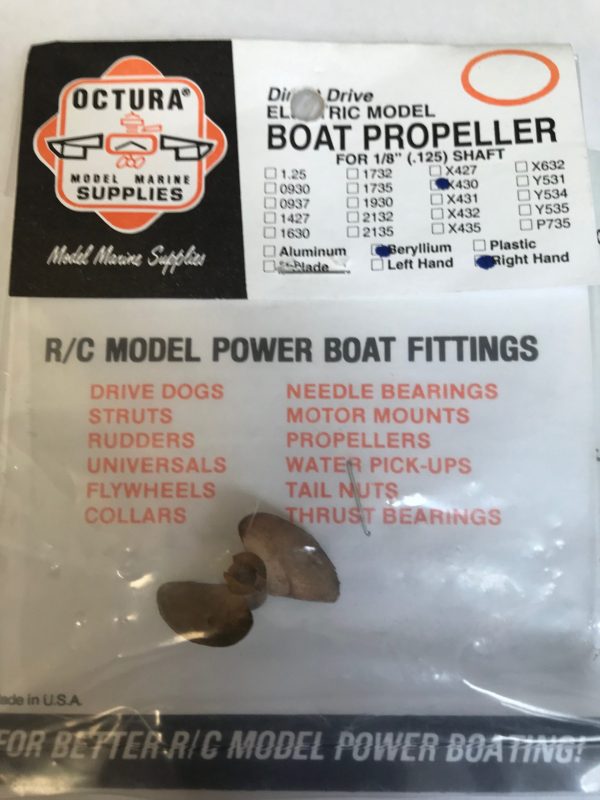 OCTURA®
MODEL MARINE
SUPPLIES
Model Marine Supplies
Drive
MODEL
BOAT PROPELLER
FOR 1/8" (.125) SHAFT
1.25 1732 X427 X632
0930 1735 X430 Y531
0937 1930 X431 Y534
1427 2132 X432 Y535
1630 2135 X435 P735
Aluminum Beryllium Plastic
Left Hand Right Hand
R/C MODEL POWER BOAT FITTINGS
DRIVE DOGS NEEDLE BEARINGS
STRUTS MOTOR MOUNTS
RUDDERS PROPELLERS
UNIVERSALS WATER PICK-UPS
FLYWHEELS TAIL NUTS
COLLARS THRUST BEARINGS
ade in U.S.A.
FOR BETTER R/C MODEL POWER BOATING!